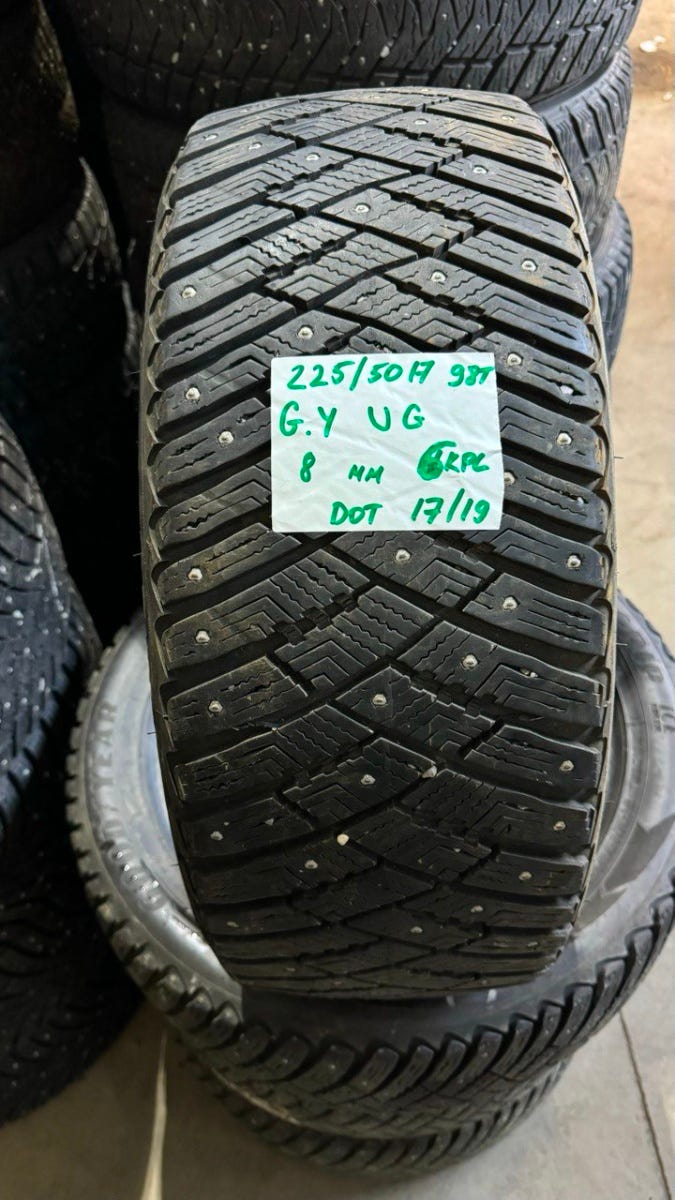 225/50 17 98T
G.Y UG
8 MM KPL
DOT 17/19